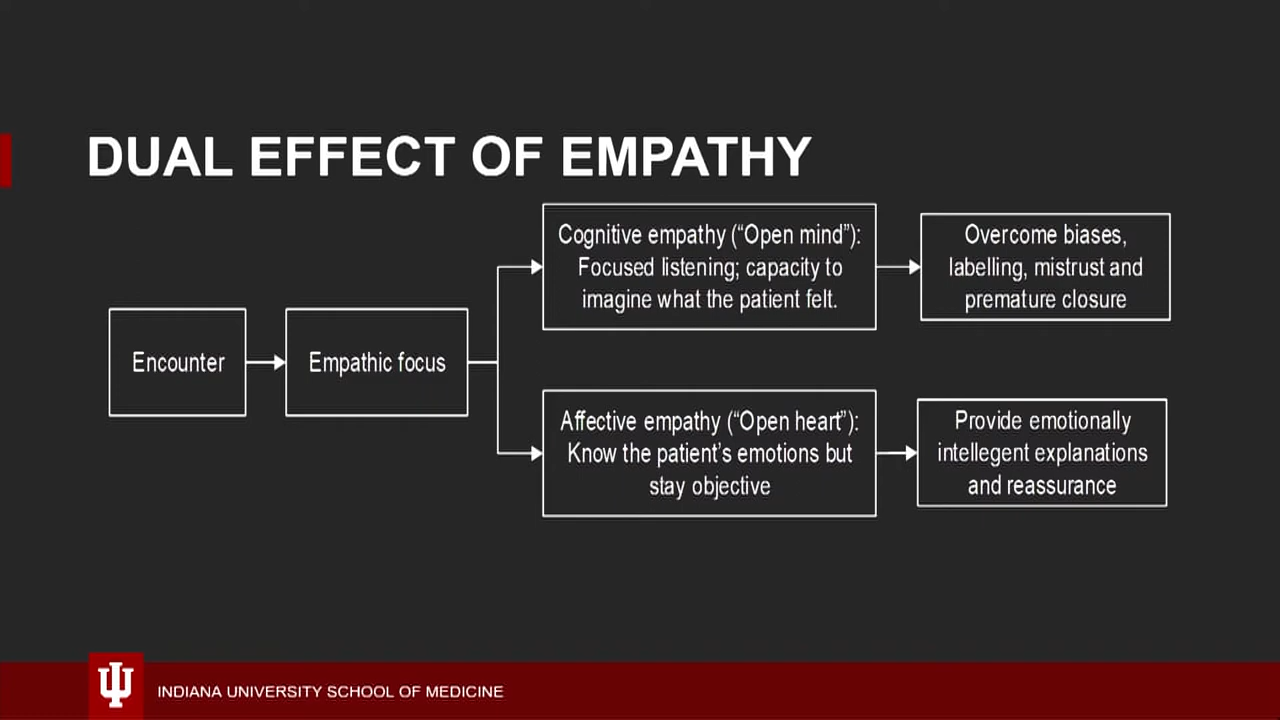 DUAL EFFECT OF EMPATHY
Encounter
Empathic focus
Cognitive empathy (“Open mind”):
Focused listening; capacity to
imagine what the patient felt.
Overcome biases,
labelling, mistrust and
premature closure
Affective empathy (“Open heart”):
Know the patient’s emotions but
stay objective
Provide emotionally
intellegent explanations
and reassurance
INDIANA UNIVERSITY SCHOOL OF MEDICINE